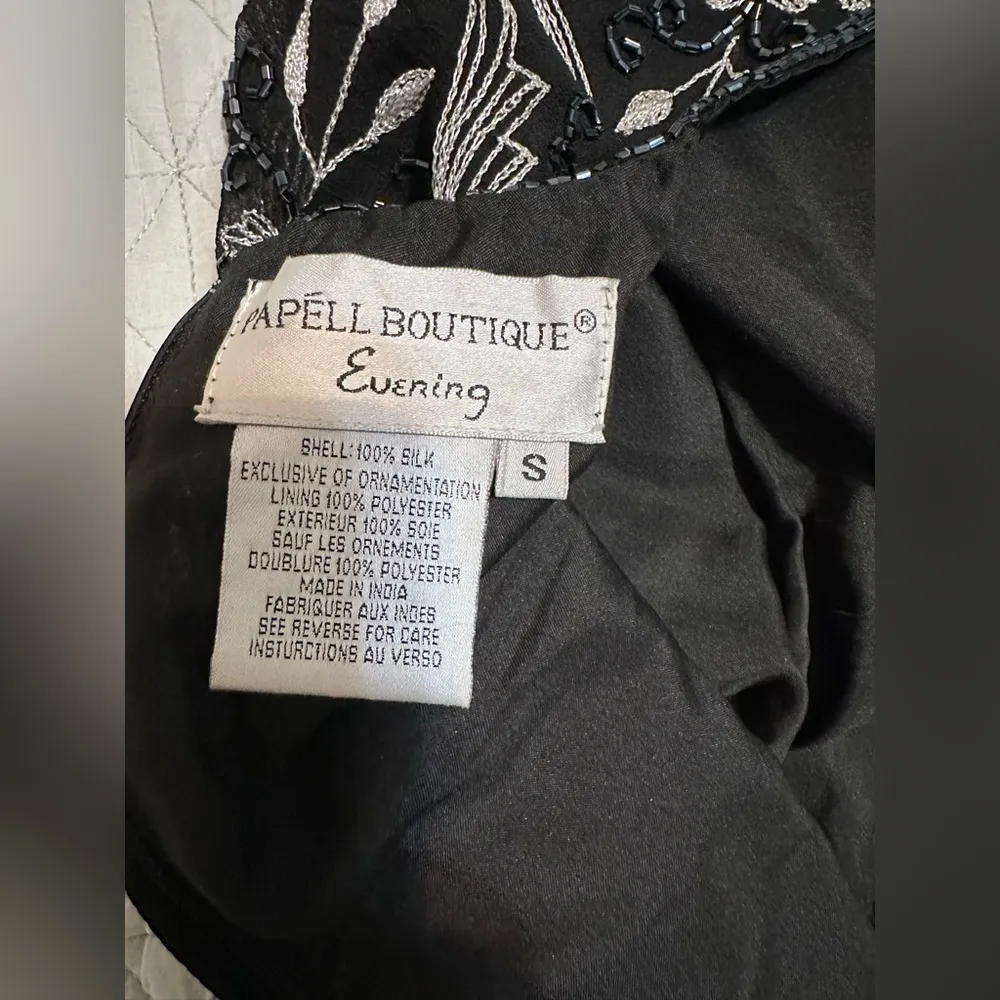 PAPÉLL BOUTIQUE®
Evening
S
SHELL: 100% SILK
EXCLUSIVE OF ORNAMENTATION
LINING 100% POLYESTER
EXTERIEUR 100% SOIE
SAUF LES ORNEMENTS
DOUBLURE 100% POLYESTER
MADE IN INDIA
FABRIQUER AUX INDES
SEE REVERSE FOR CARE
INSTURCTIONS AU VERSO